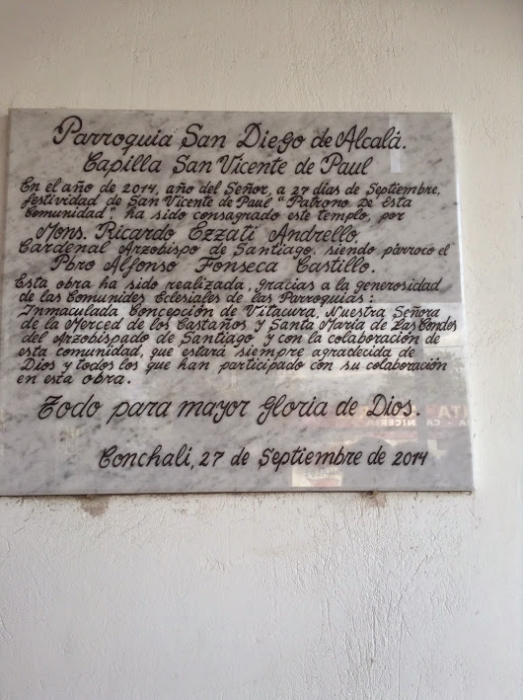 Parroquia San Diego de Alcalá.
Capilla San Vicente de Paul
En el año de 2014, año del Señor, a 27 días de Septiembre,
festividad de San Vicente de Paul "Patrono De Esta
Comunidad", ha sido consagrado este templo, por
Mons. Ricardo Ezzati Andrello,
Cardenal Arzobispo de Santiago, siendo párroco el
Pbro Alfonso Fonseca Castillo.
Esta obra ha sido realizada, gracias a la generosidad
de las Comunides Eclesiales de las Parroquias:
Inmaculada Concepción de Vitacura, Nuestra Señora
de la Merced de los Castaños y Santa María de Las Condes
del Arzobispado de Santiago, y con la colaboración de
esta comunidad, que estará siempre agradecida de
Dios y todos los que han participado con su colaboración
en esta obra.
Todo para mayor Gloria de Dios.
Conchalí, 27 de Septiembre de 2014